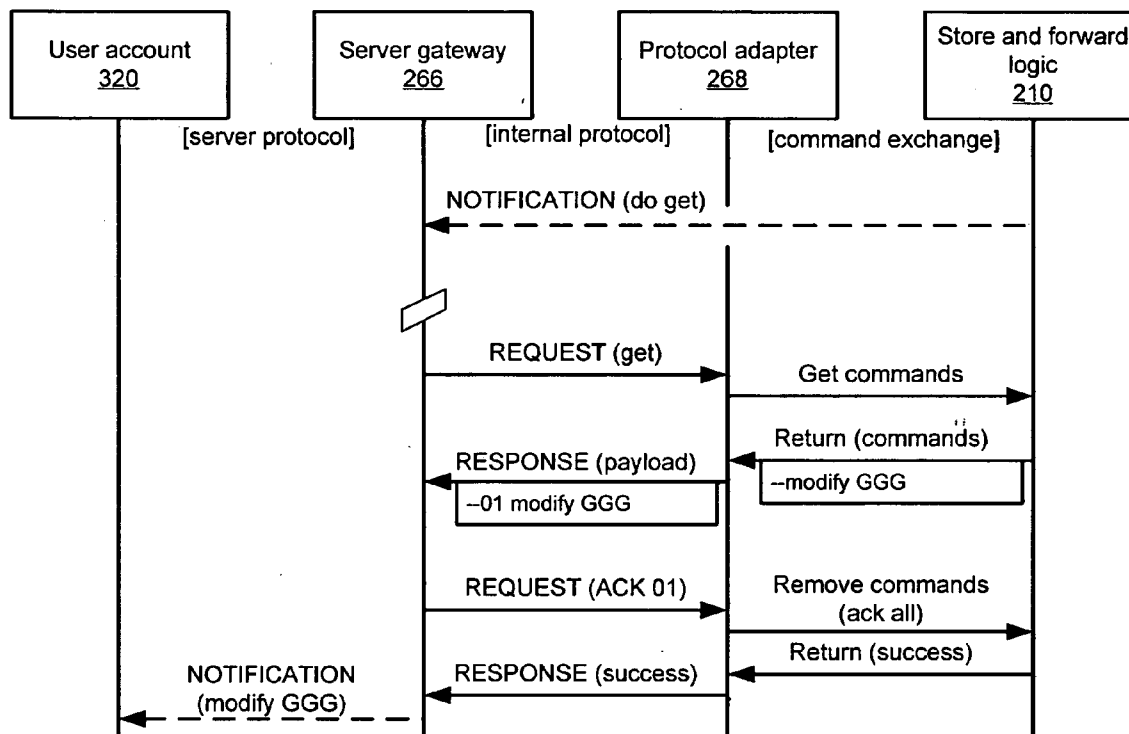 User account
320
Server gateway
266
Protocol adapter
268
Store and forward
logic
210
[server protocol]
[internal protocol]
[command exchange]
NOTIFICATION (do get)
REQUEST (get)
Get commands
Return (commands)
RESPONSE (payload)
--modify GGG
--01 modify GGG
REQUEST (ACK 01)
Remove commands
(ack all)
Return (success)
RESPONSE (success)
NOTIFICATION
(modify GGG)